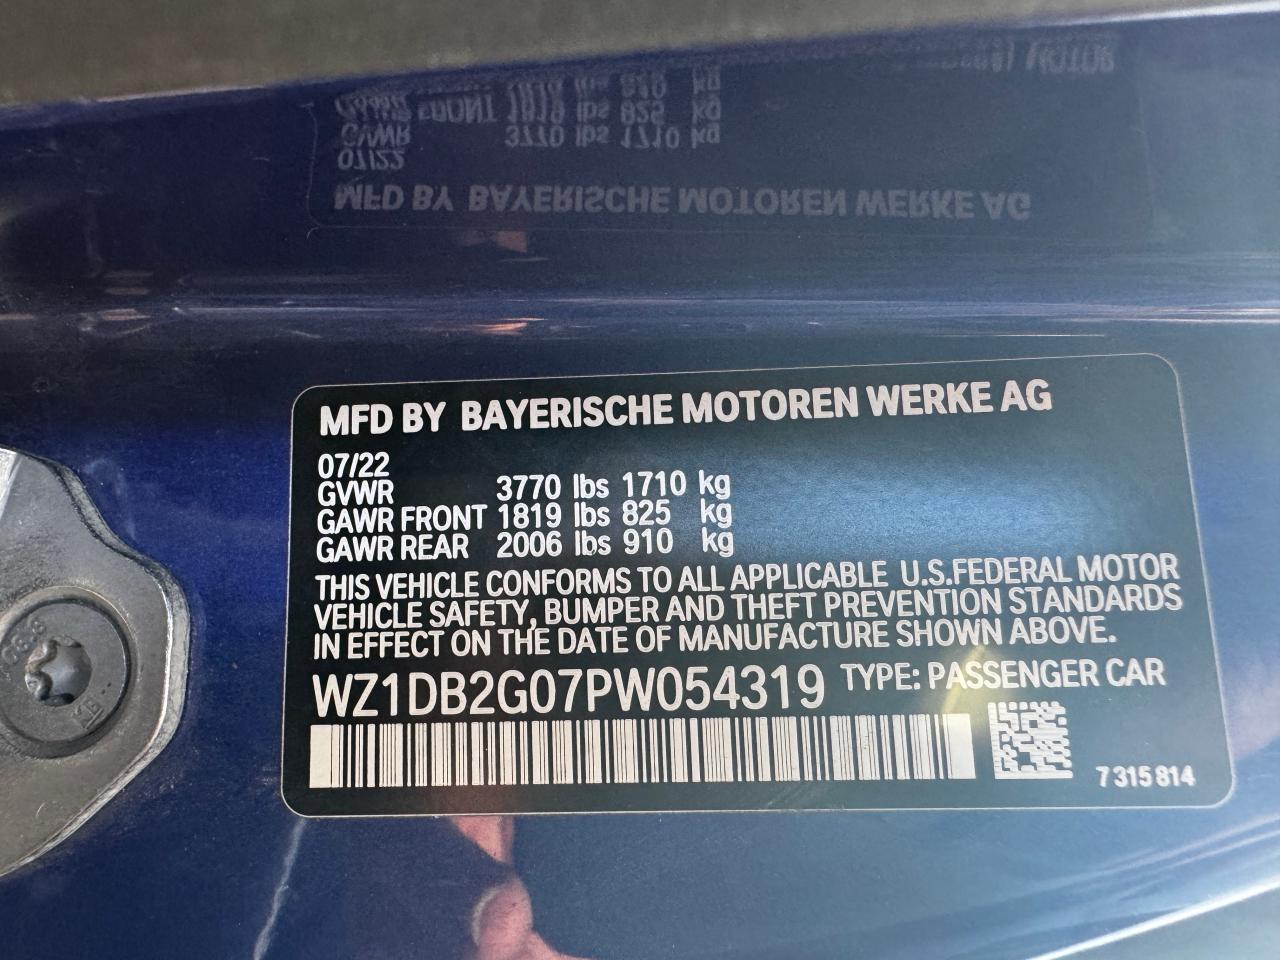 MFD BY BAYERISCHE MOTOREN WERKE AG
07/22
GVWR 3770 lbs 1710 kg
GAWR FRONT 1819 lbs 825 kg
GAWR REAR 2006 lbs 910 kg
THIS VEHICLE CONFORMS TO ALL APPLICABLE U.S.FEDERAL MOTOR
VEHICLE SAFETY, BUMPER AND THEFT PREVENTION STANDARDS
IN EFFECT ON THE DATE OF MANUFACTURE SHOWN ABOVE.
WZ1DB2G07PW054319 TYPE: PASSENGER CAR
7 315 814